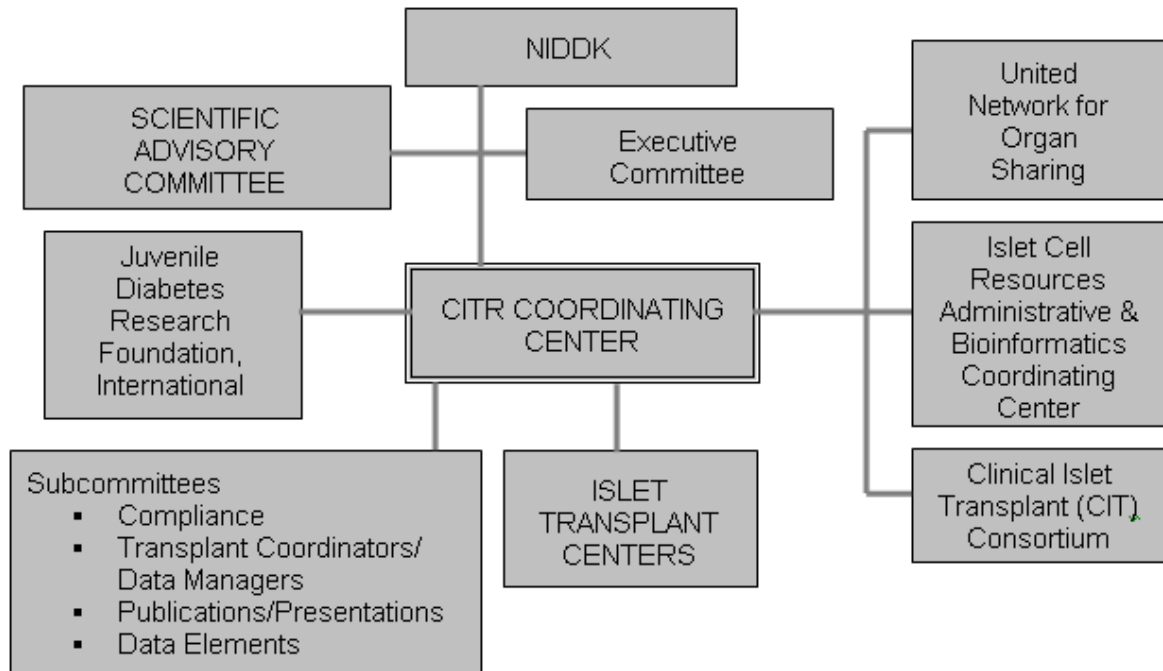 NIDDK
SCIENTIFIC
ADVISORY
COMMITTEE
Executive
Committee
United
Network for
Organ
Sharing
Juvenile
Diabetes
Research
Foundation,
International
CITR COORDINATING
CENTER
Islet Cell
Resources
Administrative &
Bioinformatics
Coordinating
Center
Subcommittees
▪ Compliance
▪ Transplant Coordinators/
Data Managers
▪ Publications/Presentations
▪ Data Elements
ISLET
TRANSPLANT
CENTERS
Clinical Islet
Transplant (CIT)
Consortium